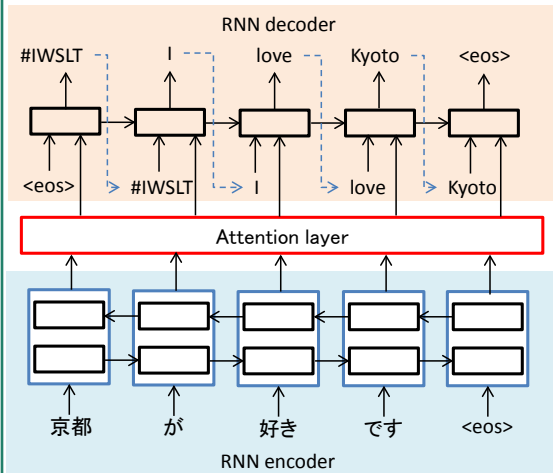 RNN decoder
#IWSLT I love Kyoto <eos>
<eos> #IWSLT I love Kyoto
Attention layer
京都 が 好き です <eos>
RNN encoder